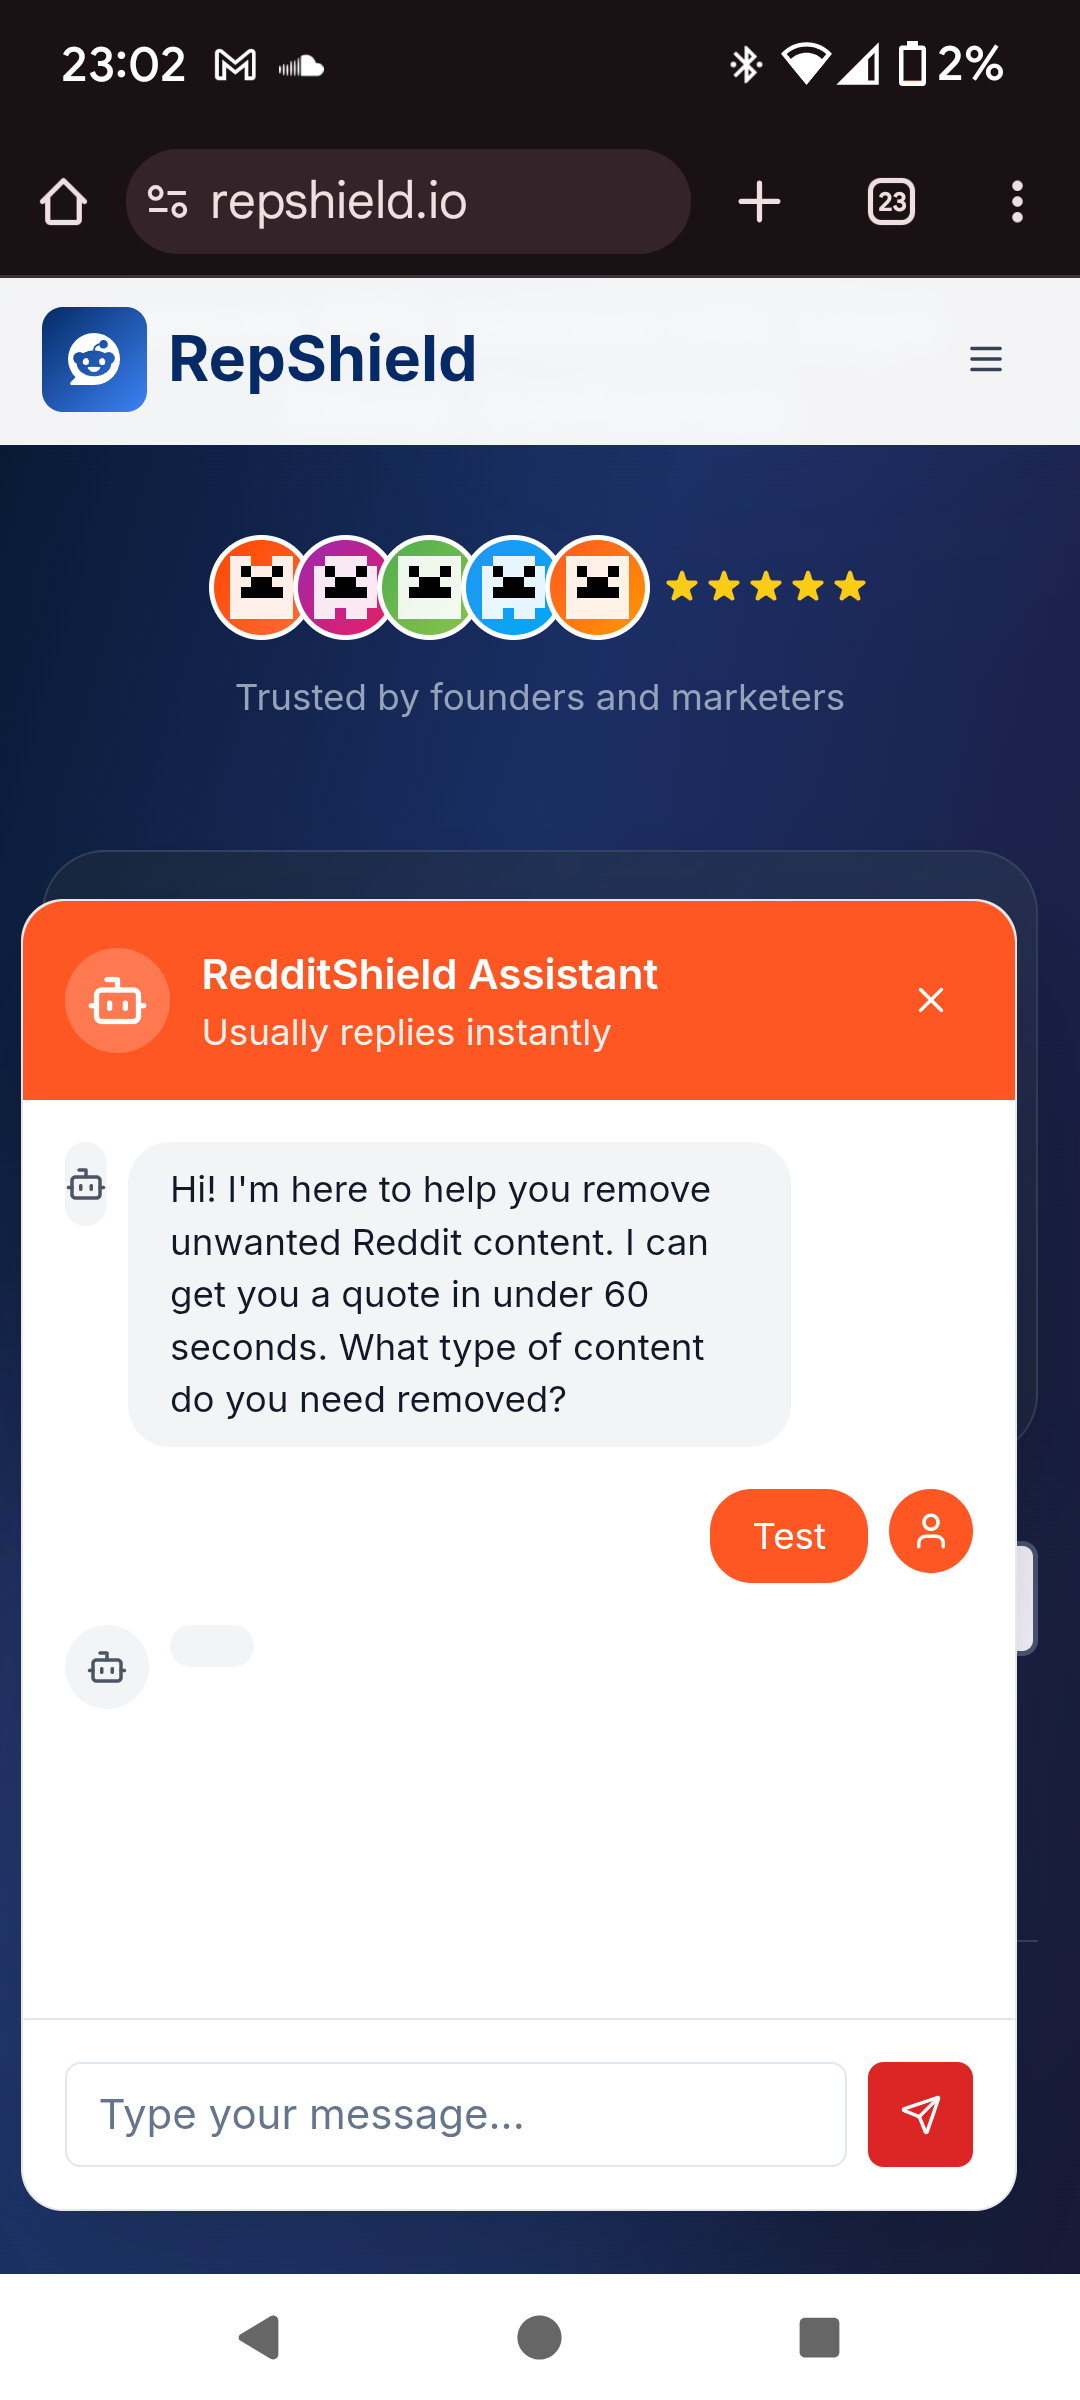 23:02
2%
repshield.io
23
RepShield
Trusted by founders and marketers
RedditShield Assistant
Usually replies instantly
Hi! I'm here to help you remove
unwanted Reddit content. I can
get you a quote in under 60
seconds. What type of content
do you need removed?
Test
Type your message...